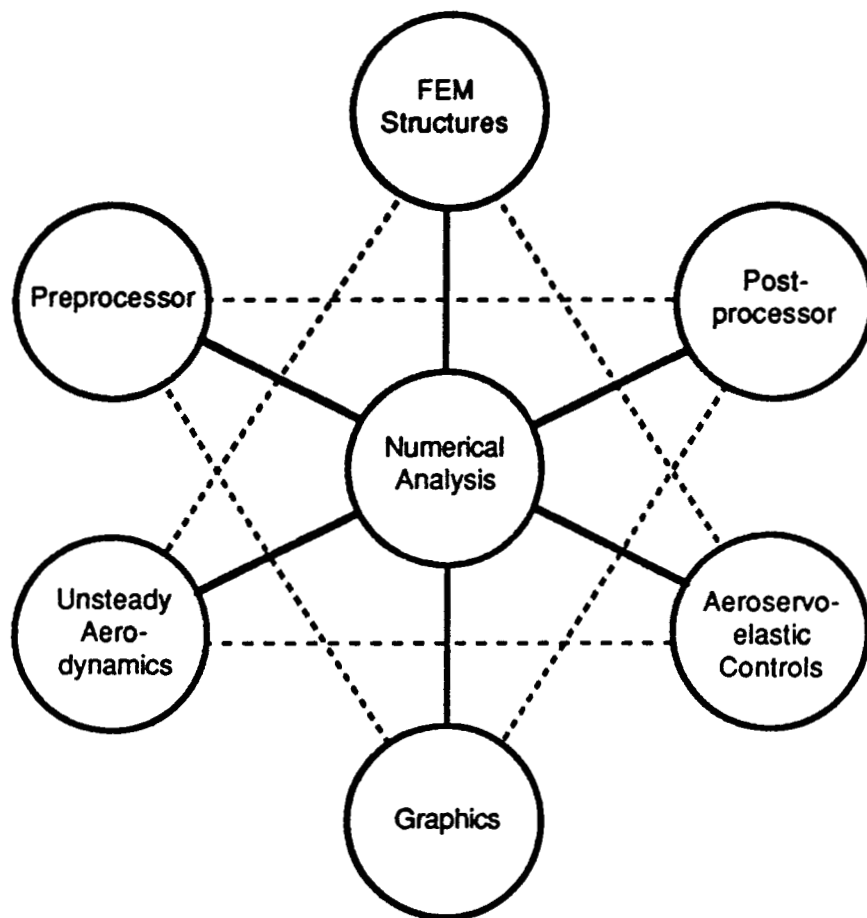 FEM
Structures
Preprocessor
Post-
processor
Numerical
Analysis
Unsteady
Aero-
dynamics
Aeroservo-
elastic
Controls
Graphics